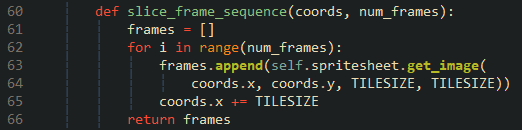 60 def slice_frame_sequence(coords, num_frames):
61 frames = []
62 for i in range(num_frames):
63 frames.append(self.spritesheet.get_image(
64 coords.x, coords.y, TILESIZE, TILESIZE))
65 coords.x += TILESIZE
66 return frames